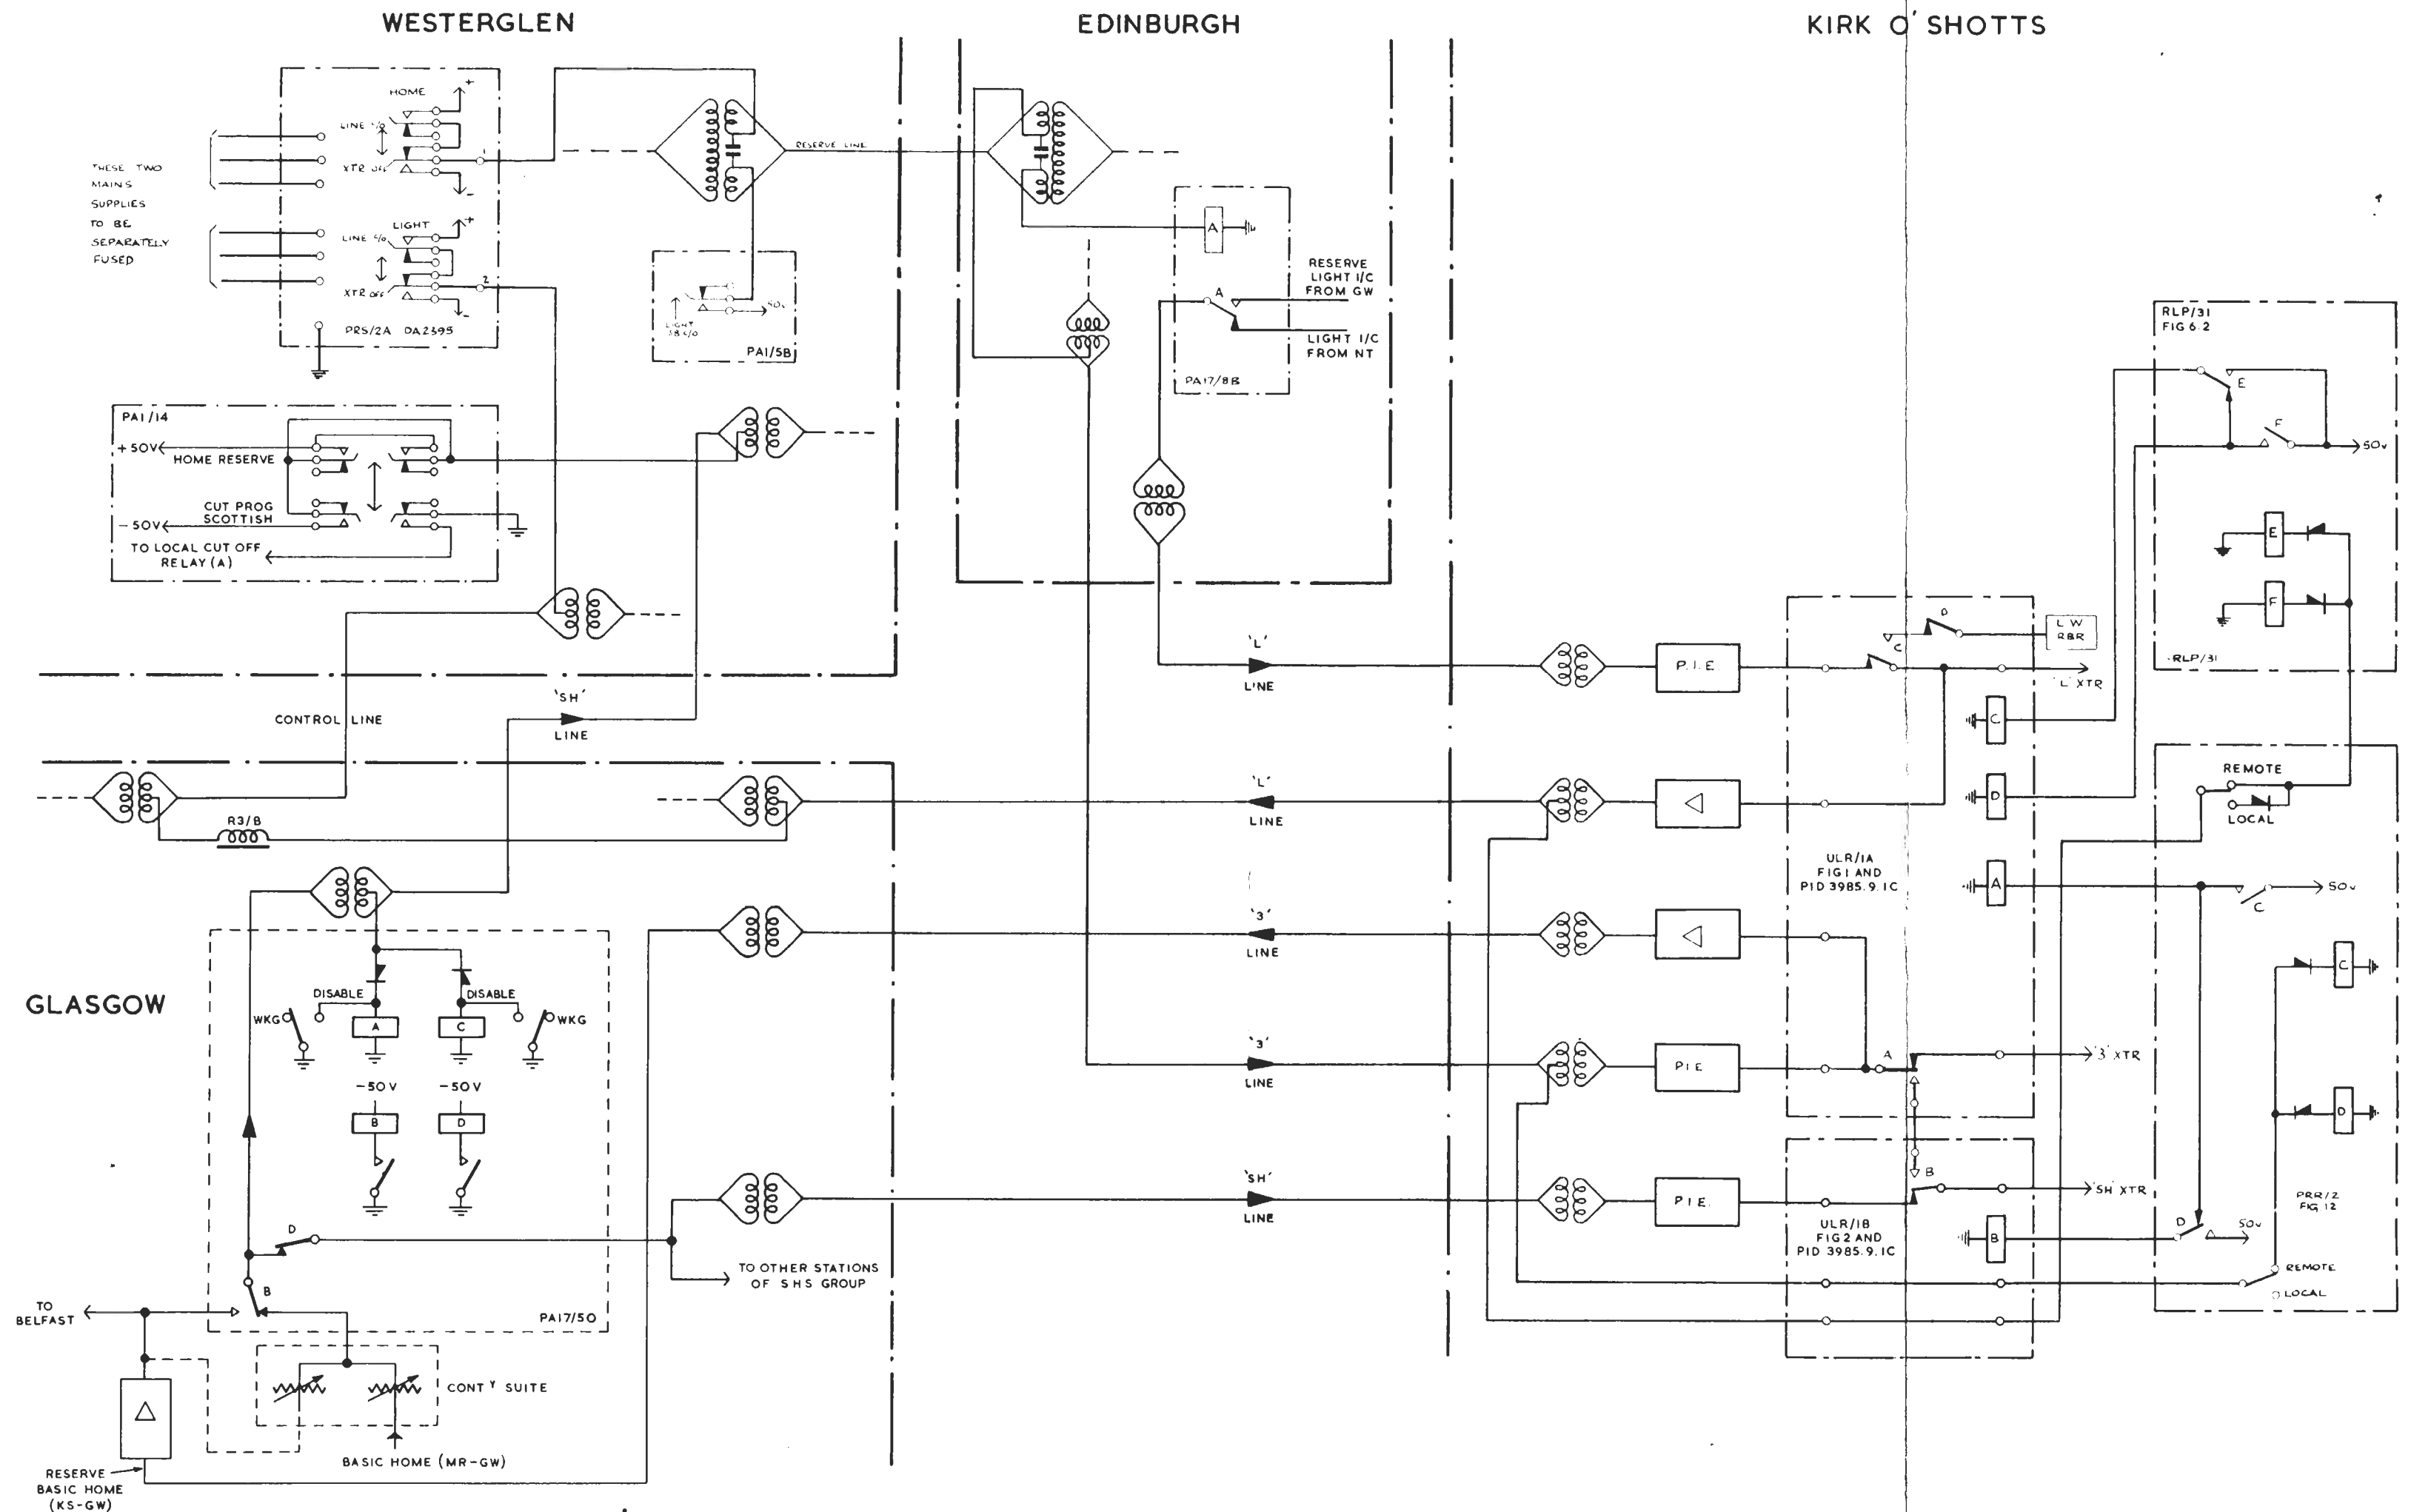 WESTERGLEN
EDINBURGH
KIRK O' SHOTTS
HOME
+
LINE C/O
XTR OFF
1
-
THESE TWO
MAINS
SUPPLIES
TO BE
SEPARATELY
FUSED
LIGHT
+
LINE C/O
XTR OFF
2
-
PRS/2A DA2395
RESERVE LINE
LIGHT
50v
PA1/5B
A
A
RESERVE
LIGHT I/C
FROM GW
LIGHT I/C
FROM NT
PA17/8B
PA1/14
+50V
HOME RESERVE
CUT PROG
SCOTTISH
-50V
TO LOCAL CUT OFF
RELAY (A)
RLP/31
FIG 6.2
E
F
50v
E
F
RLP/31
CONTROL LINE
'SH'
LINE
'L'
LINE
P.I.E.
D
C
L W
RBR
'L' XTR
C
D
A
ULR/1A
FIG 1 AND
PID 3985.9.1C
'L'
LINE
R3/B
'3'
LINE
REMOTE
LOCAL
50v
C
C
D
GLASGOW
DISABLE
DISABLE
WKG
A
C
WKG
-50V
-50V
B
D
D
B
PA17/50
'3'
LINE
P I E
A
'3' XTR
'SH'
LINE
P I E.
B
'SH' XTR
ULR/1B
FIG 2 AND
PID 3985.9.1C
B
D
50v
PRR/2
FIG. 12
REMOTE
LOCAL
TO OTHER STATIONS
OF S H S GROUP
TO
BELFAST
CONT Y SUITE
BASIC HOME (MR-GW)
RESERVE
BASIC HOME
(KS-GW)